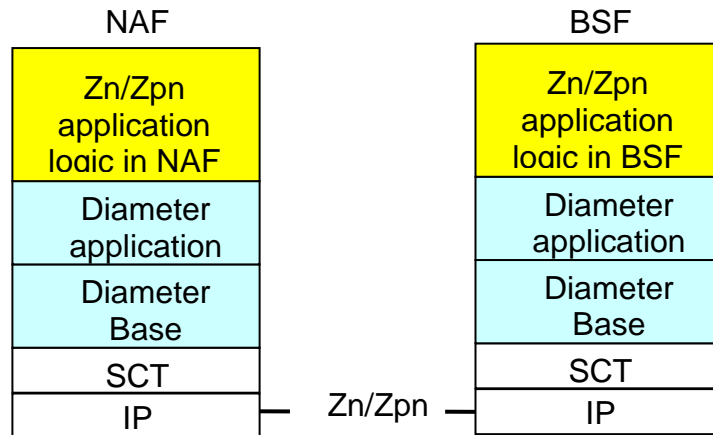 NAF
Zn/Zpn
application
logic in NAF
Diameter
application
Diameter
Base
SCT
IP
Zn/Zpn
BSF
Zn/Zpn
application
logic in BSF
Diameter
application
Diameter
Base
SCT
IP